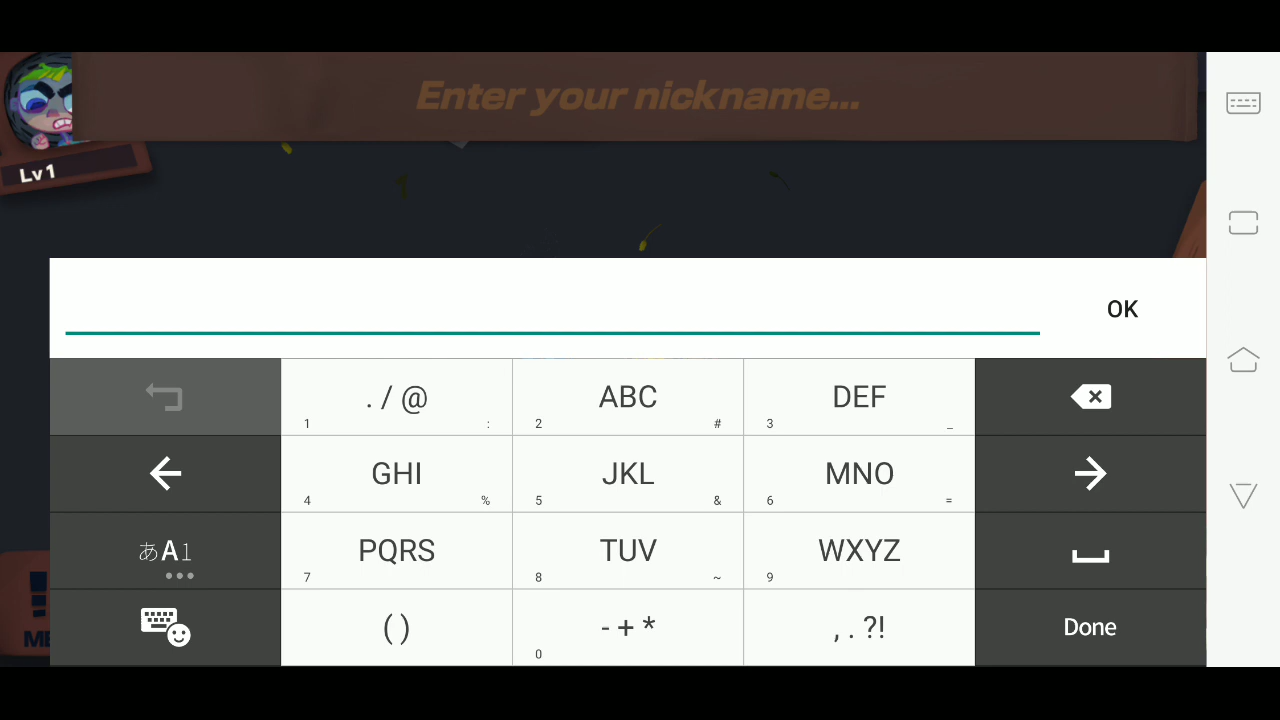 Enter your nickname...
Lv1
OK
. / @
1 :
ABC
2 #
DEF
3 _
GHI
4 %
JKL
5 &
MNO
6 =
あA1
PQRS
7
TUV
8 ~
WXYZ
9
( )
- + *
0
, . ?!
Done
ME